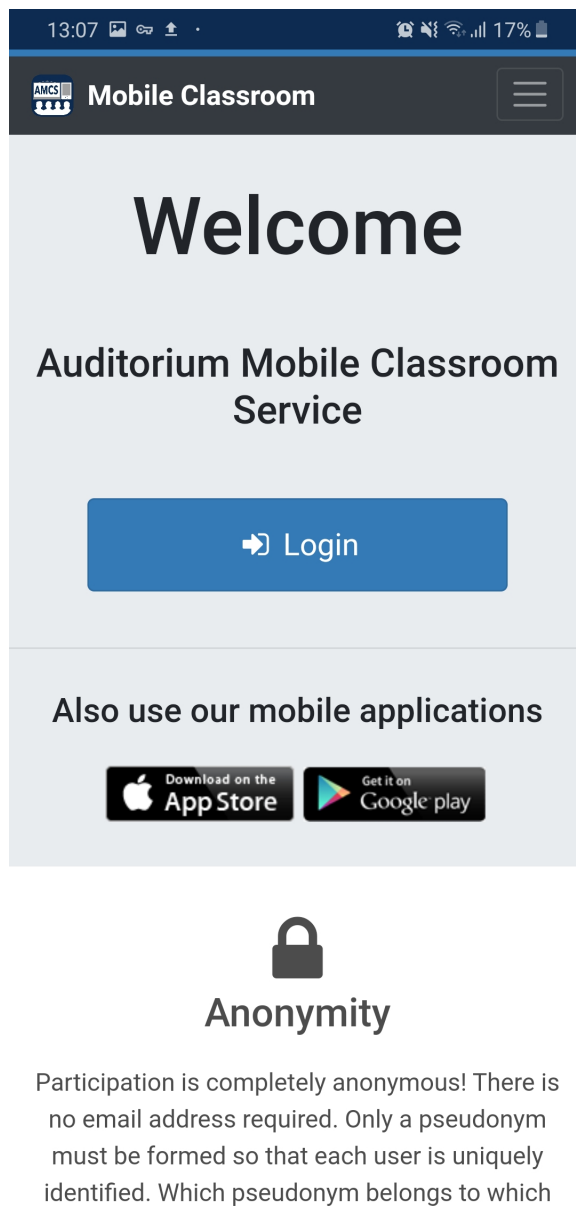 13:07 17%
AMCS Mobile Classroom
Welcome
Auditorium Mobile Classroom
Service
Login
Also use our mobile applications
Download on the
App Store
Get it on
Google play
Anonymity
Participation is completely anonymous! There is
no email address required. Only a pseudonym
must be formed so that each user is uniquely
identified. Which pseudonym belongs to which